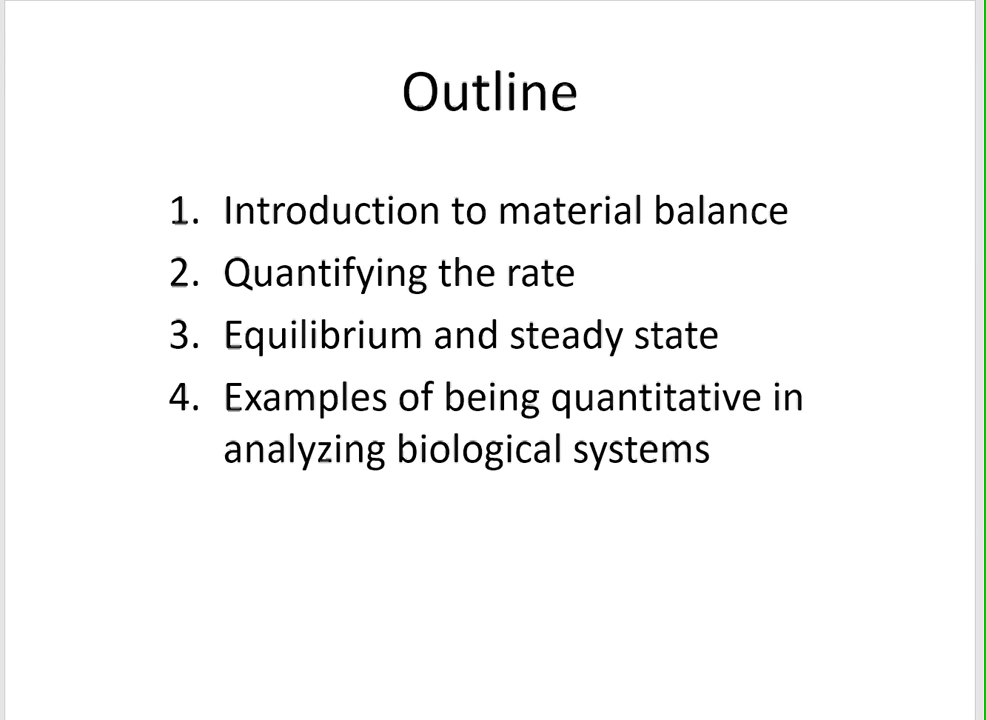 Outline
1. Introduction to material balance
2. Quantifying the rate
3. Equilibrium and steady state
4. Examples of being quantitative in
analyzing biological systems